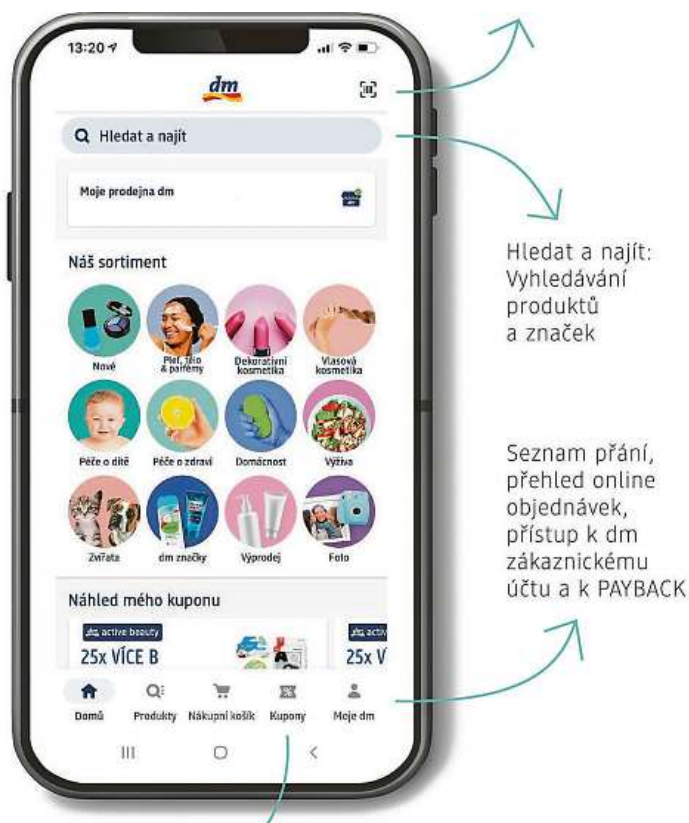 13:20
dm
Hledat a najít
Moje prodejna dm
Náš sortiment
Nové
Pleť, tělo
& parfémy
Dekorativní
kosmetika
Vlasová
kosmetika
Péče o dítě
Péče o zdraví
Domácnost
Výživa
Zvířata
dm značky
Výprodej
Foto
Náhled mého kuponu
dm active beauty
25x VÍCE B
dm activ
25x V
Domů
Produkty
Nákupní košík
Kupony
Moje dm
Hledat a najít:
Vyhledávání
produktů
a značek
Seznam přání,
přehled online
objednávek,
přístup k dm
zákaznickému
účtu a k PAYBACK